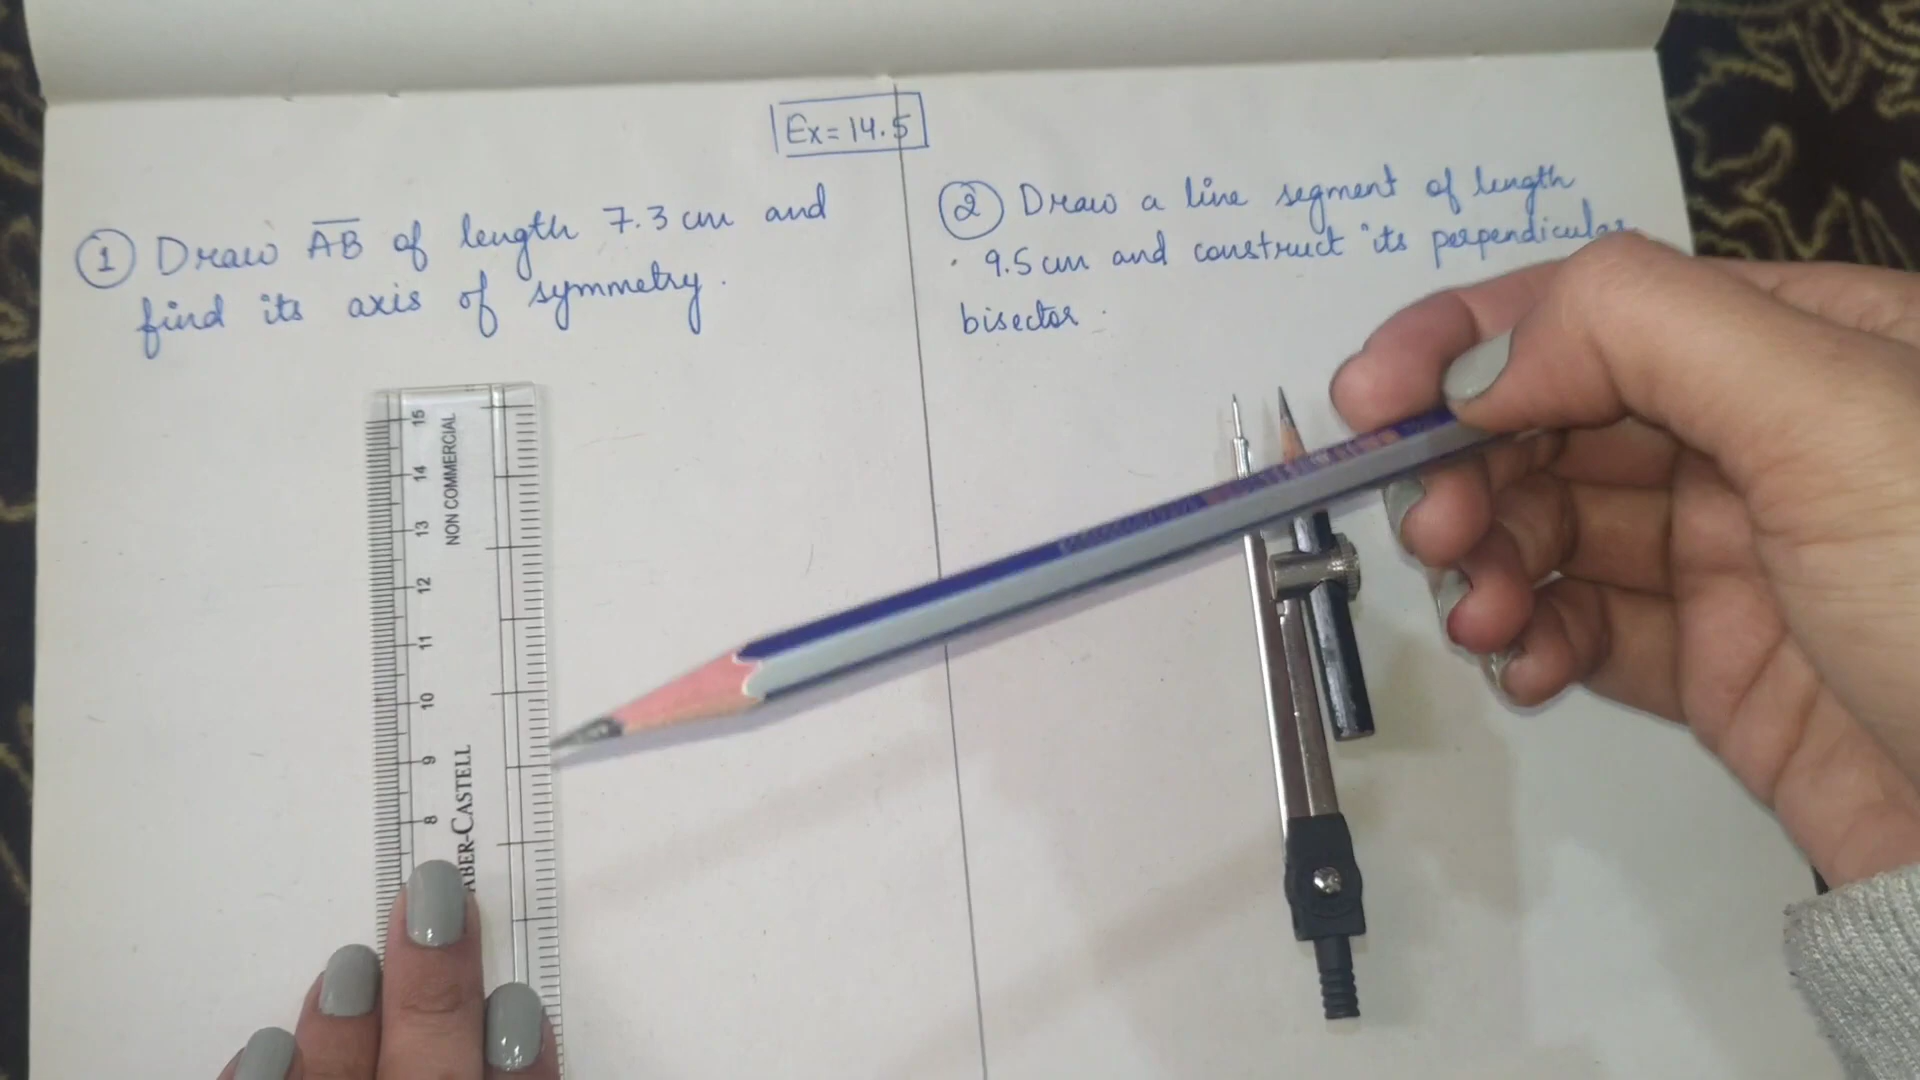 Ex = 14.5
① Draw AB of length 7.3 cm and
find its axis of symmetry.
② Draw a line segment of length
9.5 cm and construct its perpendicular
bisector.
15
14
13
12
11
10
9
8
NON COMMERCIAL
ABER-CASTELL